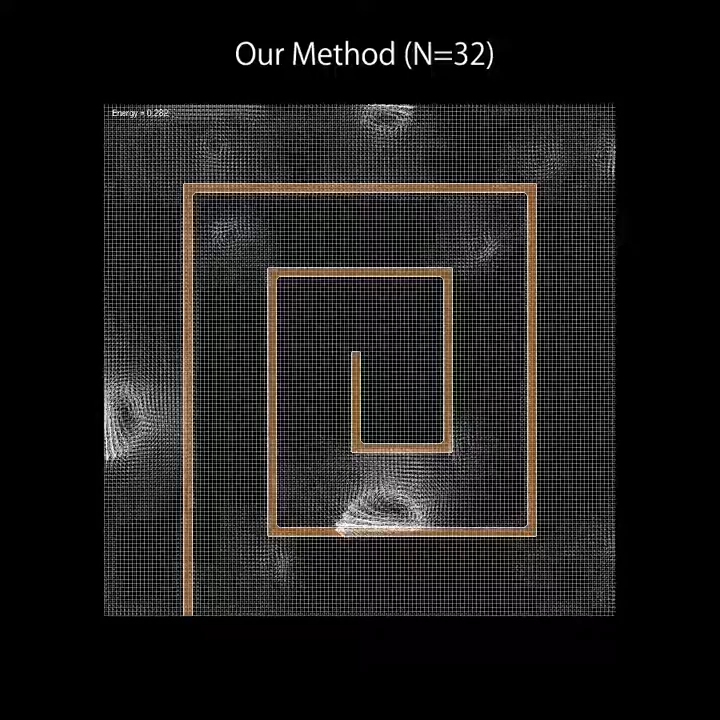 Our Method (N=32)
Energy = 0.282